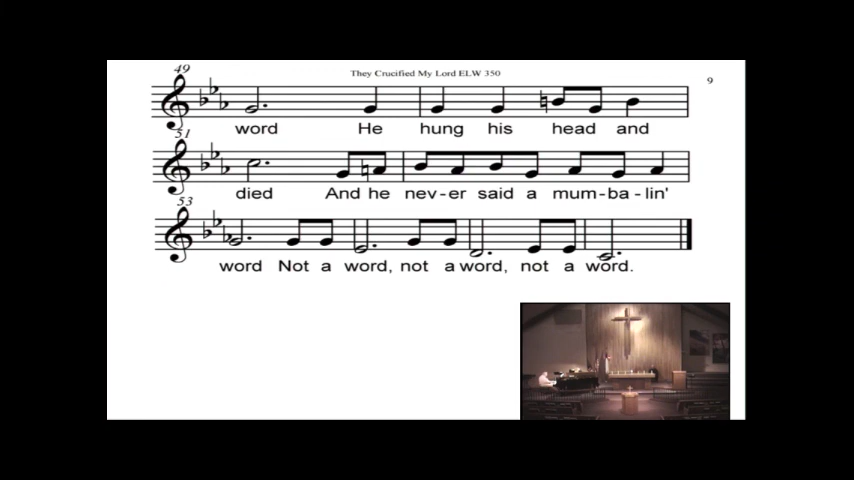 They Crucified My Lord ELW 350
9
49
word He hung his head and
51
died And he nev-er said a mum-ba-lin'
53
word Not a word, not a word, not a word.